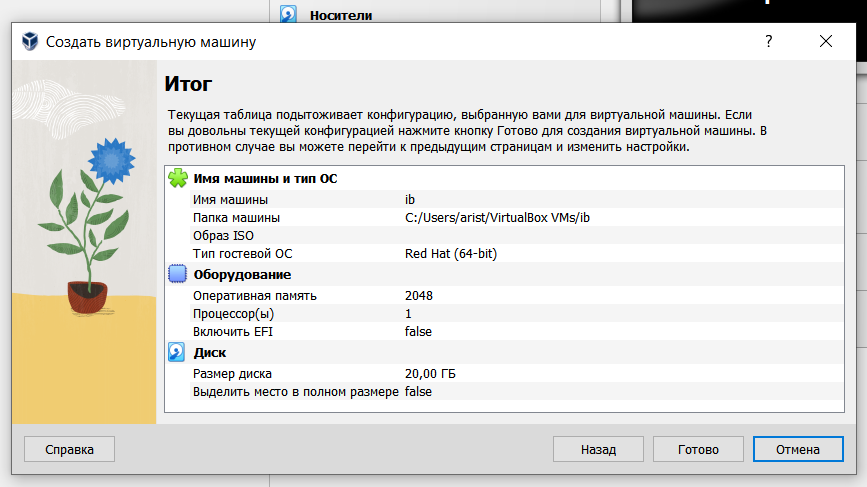 Носители
Создать виртуальную машину
?
Итог
Текущая таблица подытоживает конфигурацию, выбранную вами для виртуальной машины. Если
вы довольны текущей конфигурацией нажмите кнопку Готово для создания виртуальной машины. В
противном случае вы можете перейти к предыдущим страницам и изменить настройки.
Имя машины и тип ОС
Имя машины ib
Папка машины C:/Users/arist/VirtualBox VMs/ib
Образ ISO
Тип гостевой ОС Red Hat (64-bit)
Оборудование
Оперативная память 2048
Процессор(ы) 1
Включить EFI false
Диск
Размер диска 20,00 ГБ
Выделить место в полном размере false
Справка Назад Готово Отмена